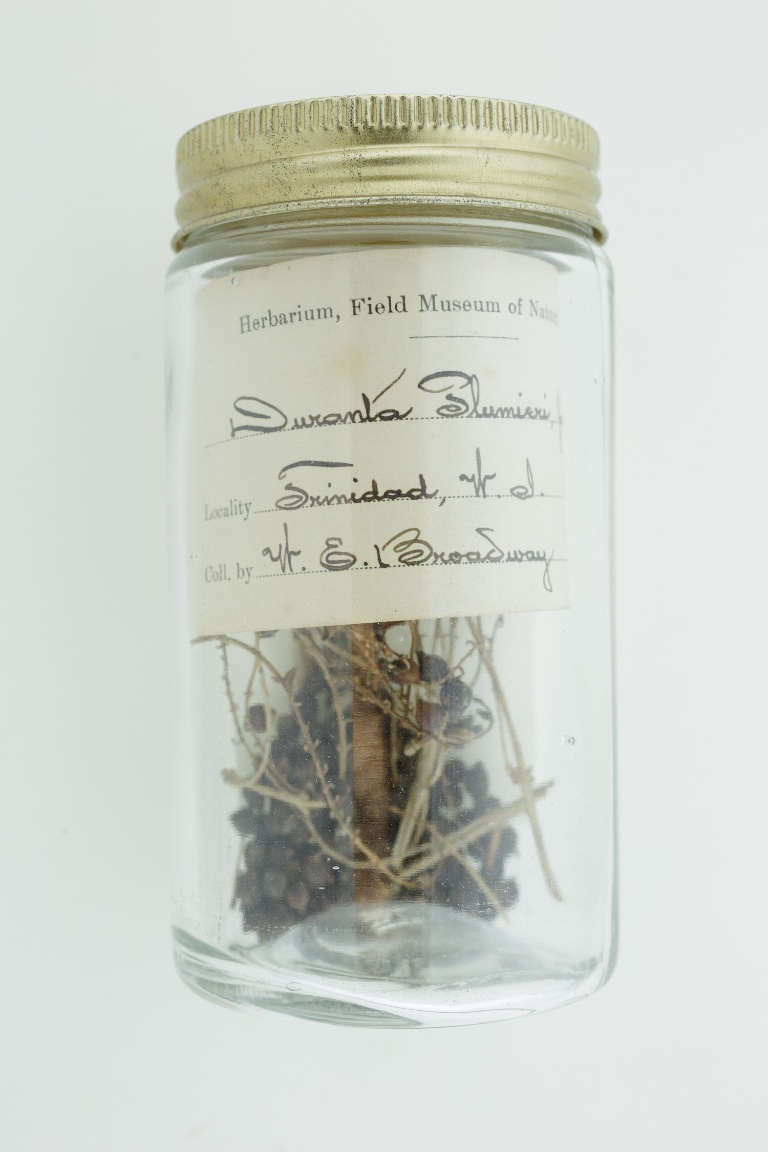 Herbarium, Field Museum of Natu
Duranta Plumieri,
Locality Trinidad, W. I.
Coll. by W. E. Broadway